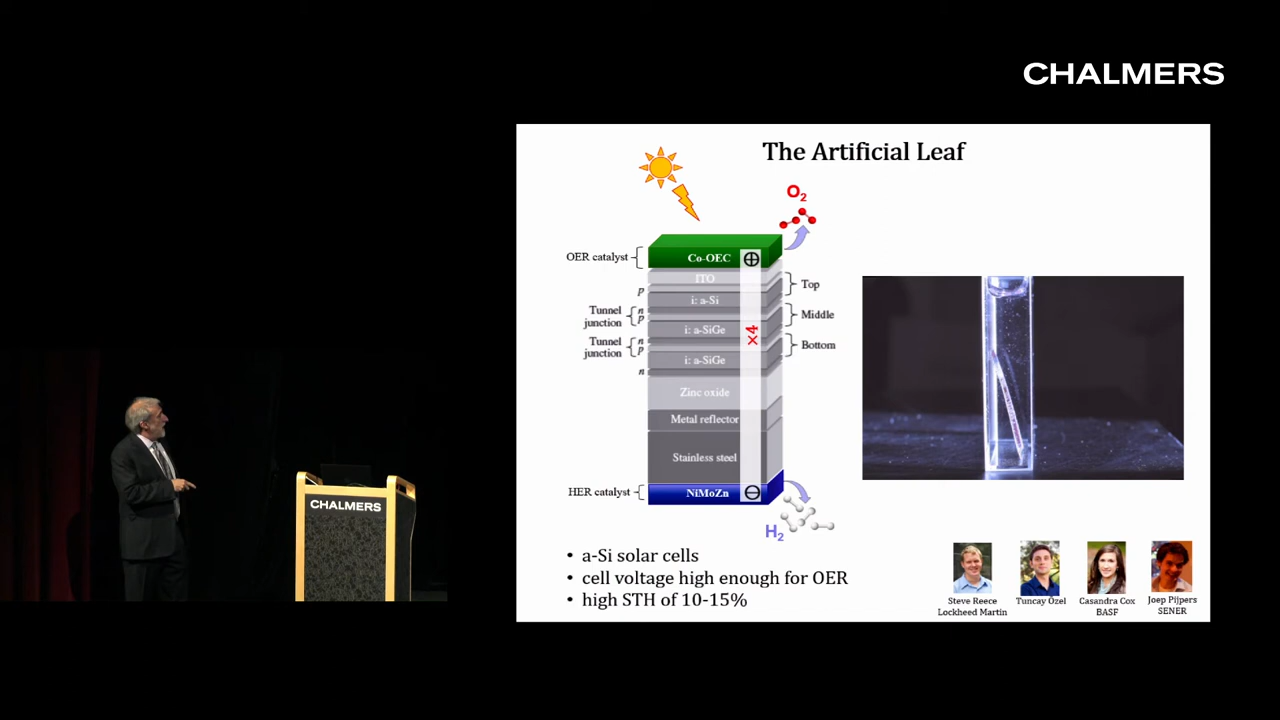 CHALMERS
The Artificial Leaf
O2
OER catalyst
Co-OEC
ITO
p
Top
i: a-Si
Tunnel
junction
n
p
Middle
i: a-SiGe
×4
Tunnel
junction
n
p
Bottom
i: a-SiGe
n
Zinc oxide
Metal reflector
Stainless steel
HER catalyst
NiMoZn
H2
• a-Si solar cells
• cell voltage high enough for OER
• high STH of 10-15%
Steve Reece
Lockheed Martin
Tuncay Özel
Casandra Cox
BASF
Joep Pijpers
SENER
CHALMERS